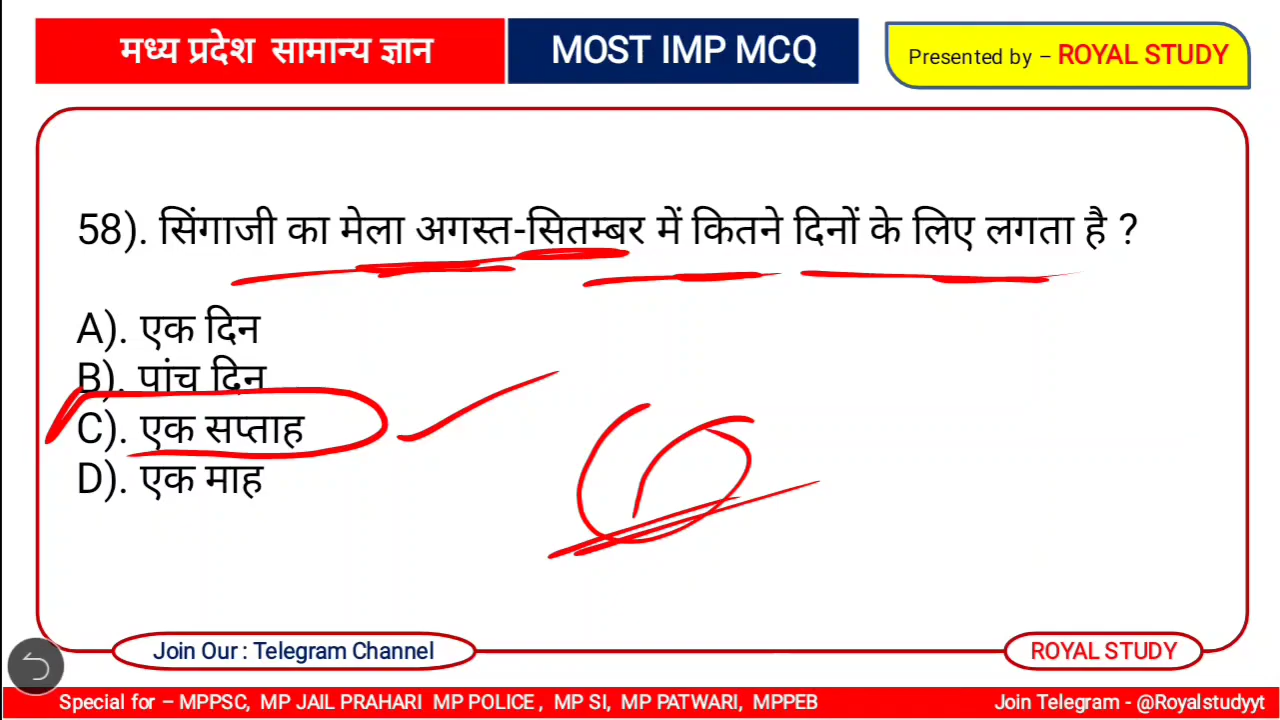 मध्य प्रदेश सामान्य ज्ञान
MOST IMP MCQ
Presented by – ROYAL STUDY
58). सिंगाजी का मेला अगस्त-सितम्बर में कितने दिनों के लिए लगता है ?
A). एक दिन
B). पांच दिन
C). एक सप्ताह
D). एक माह
Join Our : Telegram Channel
ROYAL STUDY
Special for – MPPSC, MP JAIL PRAHARI MP POLICE , MP SI, MP PATWARI, MPPEB
Join Telegram - @Royalstudyyt